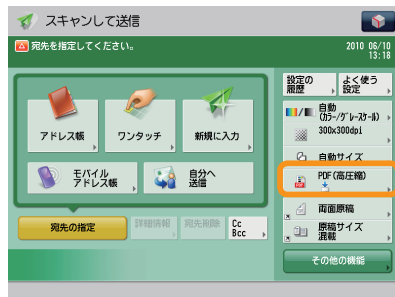 スキャンして送信
宛先を指定してください。
2010 06/10
13:18
設定の
履歴
よく使う
設定
アドレス帳
ワンタッチ
新規に入力
モバイル
アドレス帳
自分へ
送信
宛先の指定
詳細情報
宛先削除
Cc
Bcc
自動
(カラー/グレースケール)
300x300dpi
自動サイズ
PDF(高圧縮)
両面原稿
原稿サイズ
混載
その他の機能